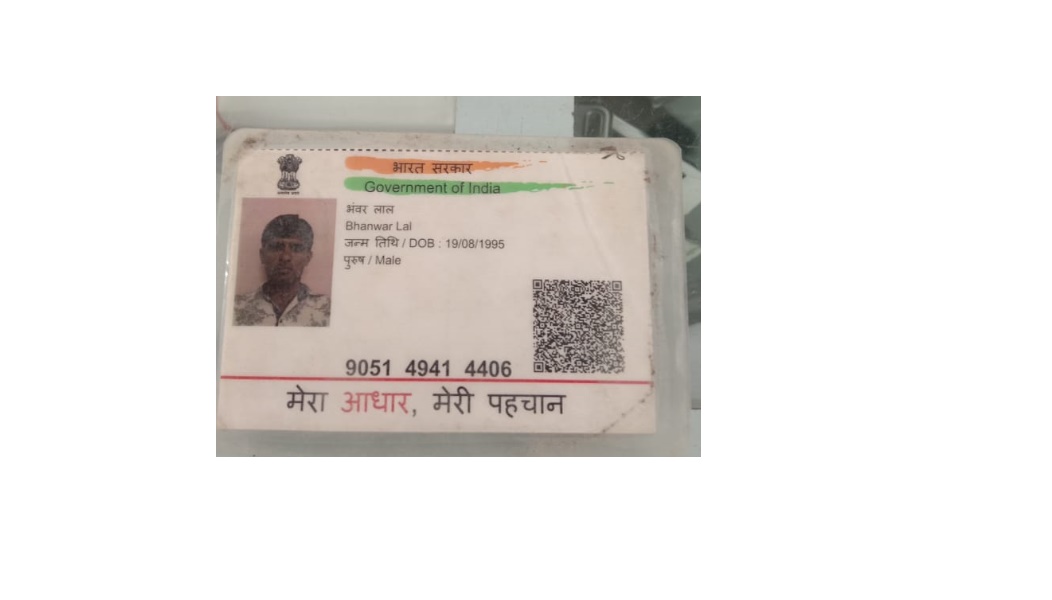 भारत सरकार
Government of India
भंवर लाल
Bhanwar Lal
जन्म तिथि / DOB : 19/08/1995
पुरुष / Male
9051 4941 4406
मेरा आधार, मेरी पहचान